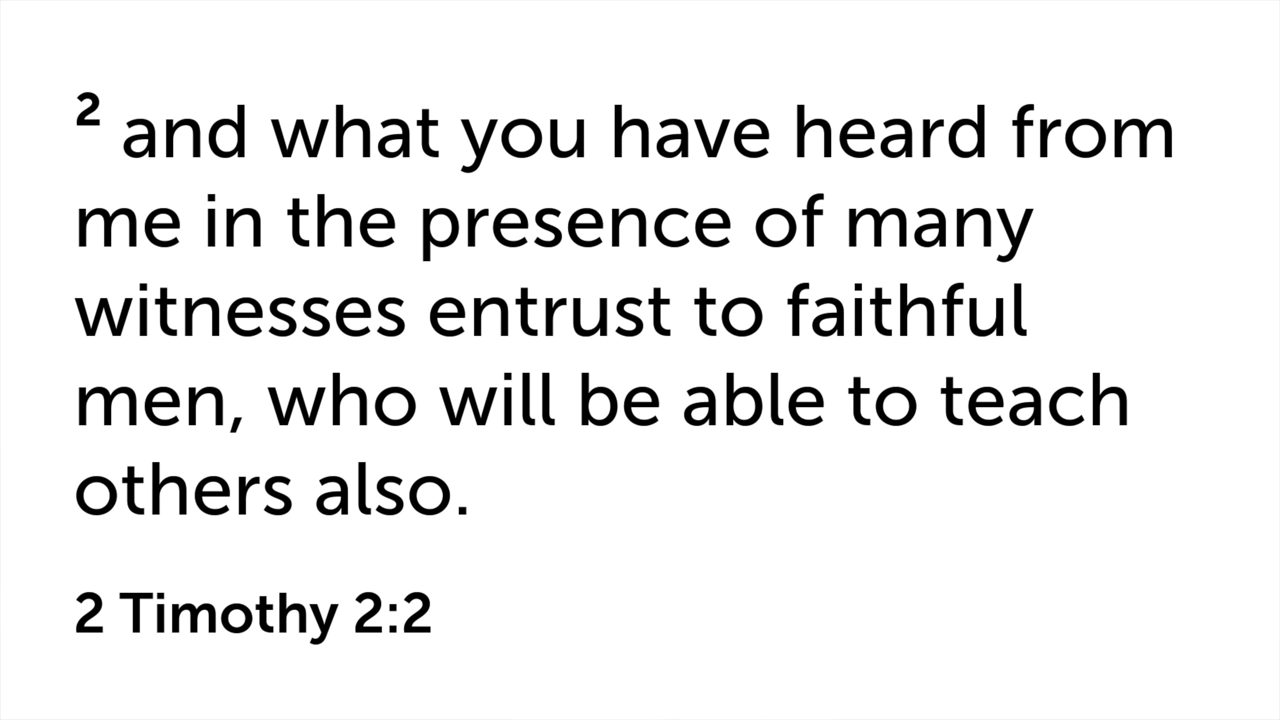 ² and what you have heard from
me in the presence of many
witnesses entrust to faithful
men, who will be able to teach
others also.
2 Timothy 2:2